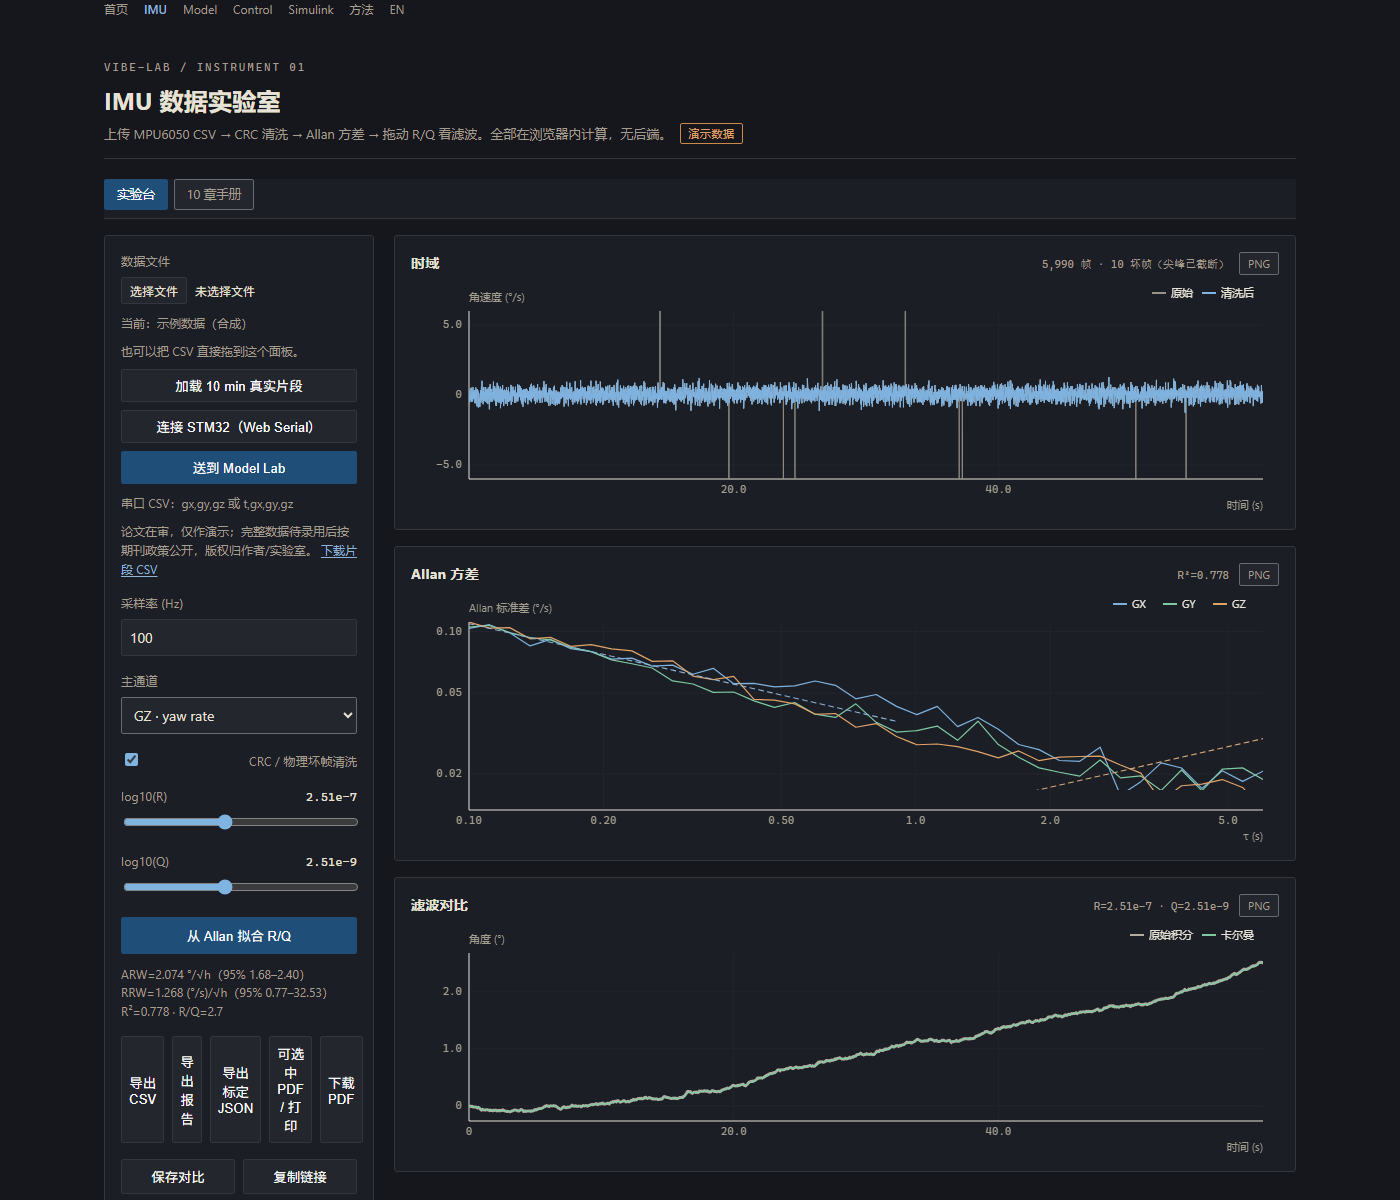 首页 IMU Model Control Simulink 方法 EN
VIBE-LAB / INSTRUMENT 01
IMU 数据实验室
上传 MPU6050 CSV → CRC 清洗 → Allan 方差 → 拖动 R/Q 看滤波。全部在浏览器内计算，无后端。 演示数据
实验台 10 章手册
数据文件
选择文件 未选择文件
当前：示例数据（合成）
也可以把 CSV 直接拖到这个面板。
加载 10 min 真实片段
连接 STM32（Web Serial）
送到 Model Lab
串口 CSV：gx,gy,gz 或 t,gx,gy,gz
论文在审，仅作演示；完整数据待录用后按
期刊政策公开，版权归作者/实验室。 下载片
段 CSV
采样率 (Hz)
100
主通道
GZ · yaw rate
CRC / 物理坏帧清洗
log10(R) 2.51e-7
log10(Q) 2.51e-9
从 Allan 拟合 R/Q
ARW=2.074 °/√h（95% 1.68–2.40）
RRW=1.268 (°/s)/√h（95% 0.77–32.53）
R²=0.778 · R/Q=2.7
导出
CSV
导
出
报
告
导出
标定
JSON
可选
中
PDF
/ 打
印
下载
PDF
保存对比 复制链接
时域 5,990 帧 · 10 坏帧（尖峰已截断） PNG
角速度 (°/s) 原始 清洗后
5.0
0
-5.0
20.0 40.0
时间 (s)
Allan 方差 R²=0.778 PNG
Allan 标准差 (°/s) GX GY GZ
0.10
0.05
0.02
0.10 0.20 0.50 1.0 2.0 5.0
τ (s)
滤波对比 R=2.51e-7 · Q=2.51e-9 PNG
角度 (°) 原始积分 卡尔曼
2.0
1.0
0
0 20.0 40.0
时间 (s)